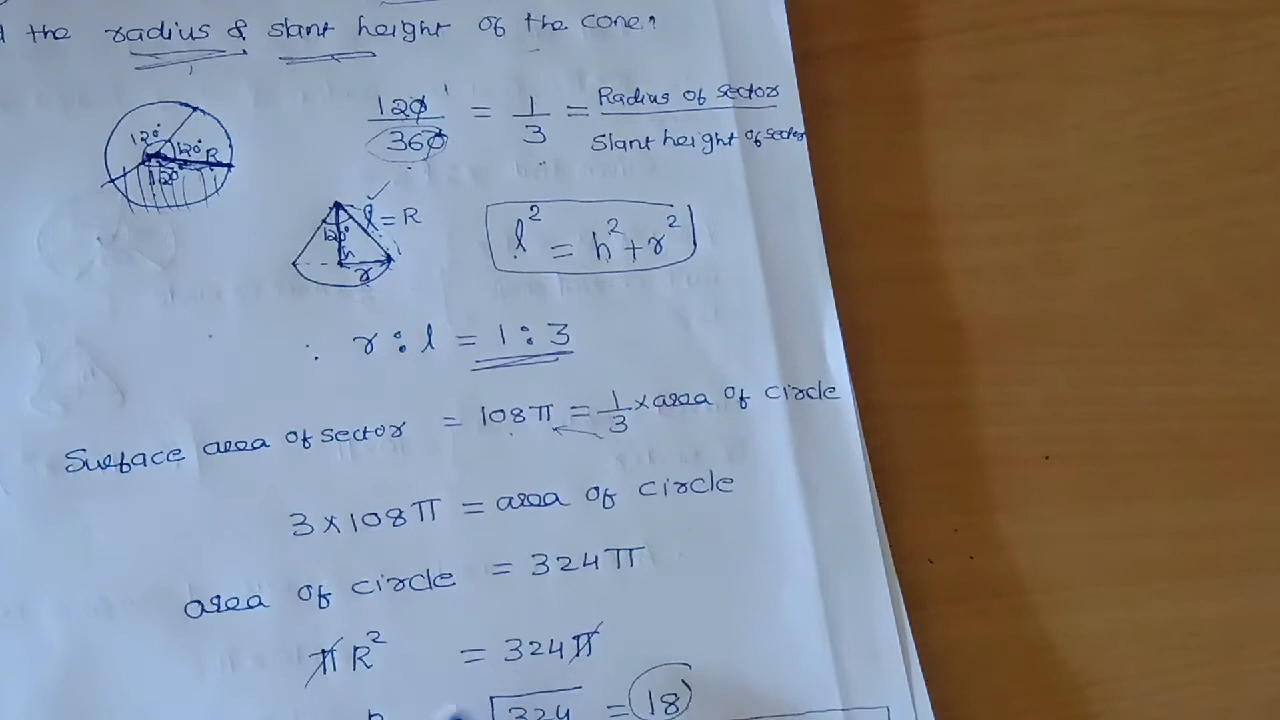 the radius & slant height of the cone?
120/360 = 1/3 = Radius of sector / Slant height of sector
120° 120° R
120°
l = R
120°
h
r
l² = h² + r²
∴ r : l = 1 : 3
Surface area of sector = 108π = 1/3 × area of circle
3 × 108π = area of circle
area of circle = 324π
πR² = 324π
√324 = 18